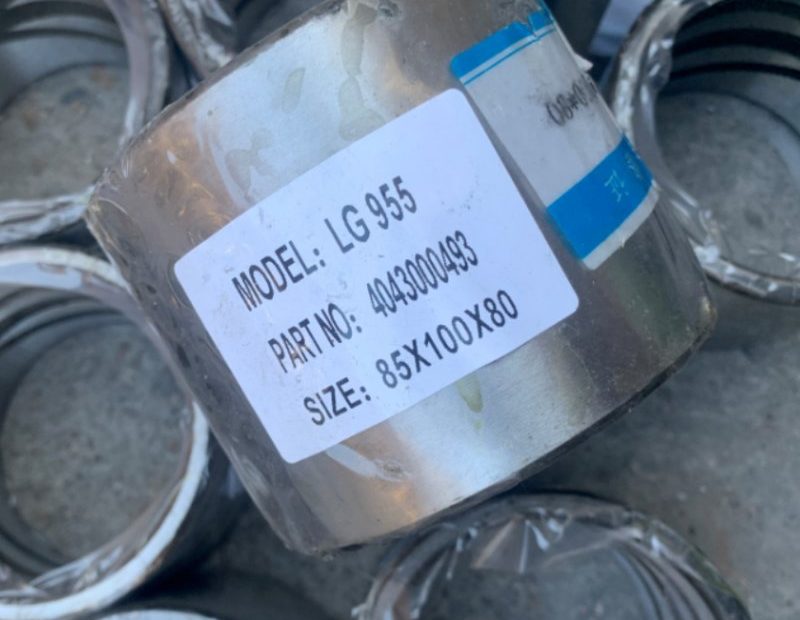 MODEL: LG 955
PART NO: 4043000493
SIZE: 85X100X80